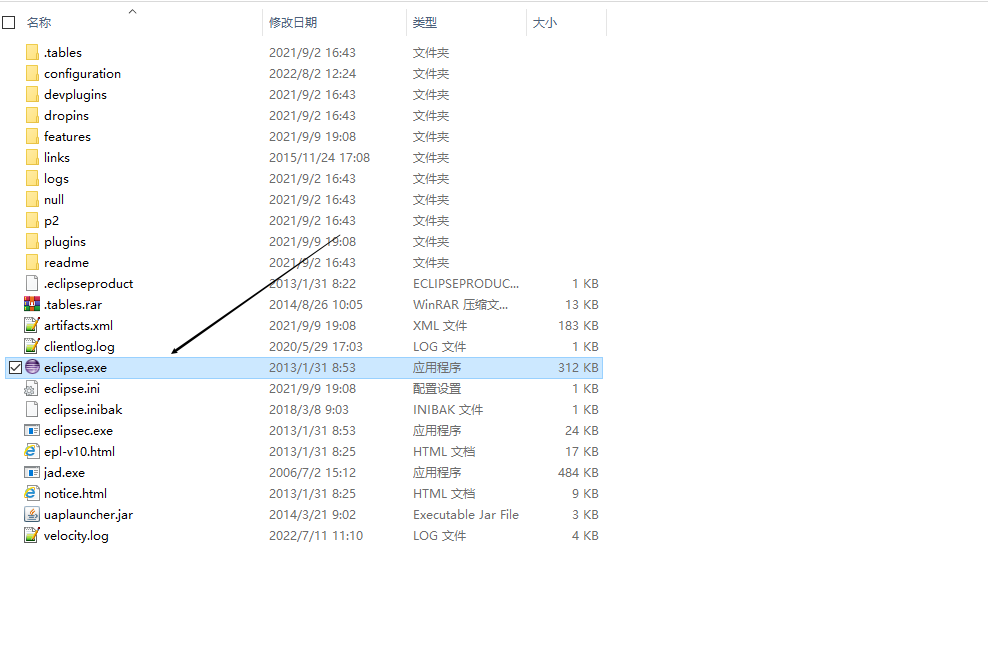 名称 修改日期 类型 大小
.tables 2021/9/2 16:43 文件夹
configuration 2022/8/2 12:24 文件夹
devplugins 2021/9/2 16:43 文件夹
dropins 2021/9/2 16:43 文件夹
features 2021/9/9 19:08 文件夹
links 2015/11/24 17:08 文件夹
logs 2021/9/2 16:43 文件夹
null 2021/9/2 16:43 文件夹
p2 2021/9/2 16:43 文件夹
plugins 2021/9/9 19:08 文件夹
readme 2021/9/2 16:43 文件夹
.eclipseproduct 2013/1/31 8:22 ECLIPSEPRODUC... 1 KB
.tables.rar 2014/8/26 10:05 WinRAR 压缩文... 13 KB
artifacts.xml 2021/9/9 19:08 XML 文件 183 KB
clientlog.log 2020/5/29 17:03 LOG 文件 1 KB
eclipse.exe 2013/1/31 8:53 应用程序 312 KB
eclipse.ini 2021/9/9 19:08 配置设置 1 KB
eclipse.inibak 2018/3/8 9:03 INIBAK 文件 1 KB
eclipsec.exe 2013/1/31 8:53 应用程序 24 KB
epl-v10.html 2013/1/31 8:25 HTML 文档 17 KB
jad.exe 2006/7/2 15:12 应用程序 484 KB
notice.html 2013/1/31 8:25 HTML 文档 9 KB
uaplauncher.jar 2014/3/21 9:02 Executable Jar File 3 KB
velocity.log 2022/7/11 11:10 LOG 文件 4 KB